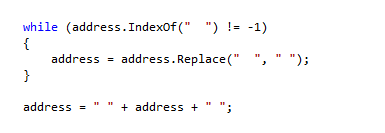 while (address.IndexOf("  ") != -1)
{
    address = address.Replace("  ", " ");
}

address = " " + address + " ";